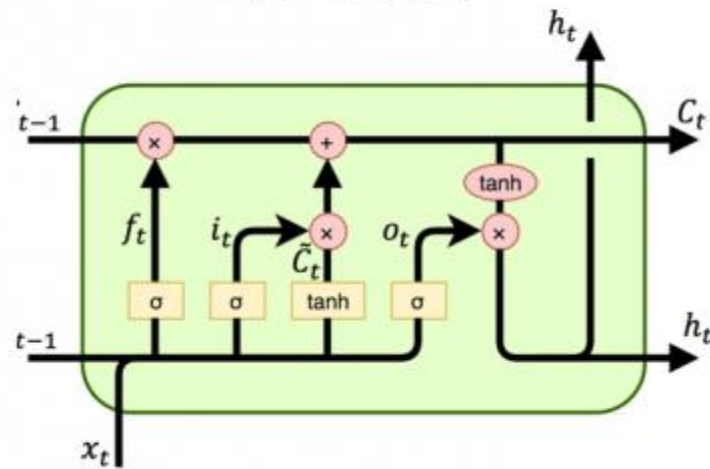 h_t
t−1
×
+
C_t
tanh
f_t
i_t
×
o_t
×
C̃_t
σ
σ
tanh
σ
t−1
h_t
x_t